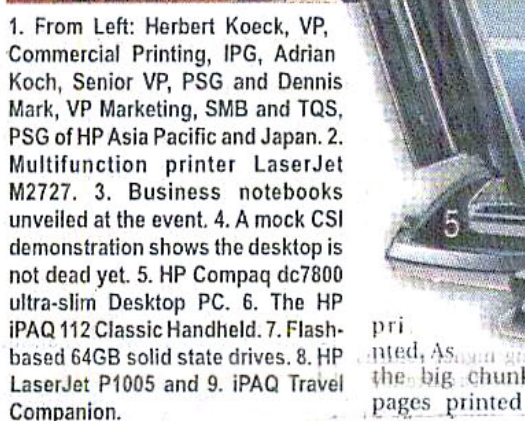 1. From Left: Herbert Koeck, VP,
Commercial Printing, IPG, Adrian
Koch, Senior VP, PSG and Dennis
Mark, VP Marketing, SMB and TQS,
PSG of HP Asia Pacific and Japan. 2.
Multifunction printer LaserJet
M2727. 3. Business notebooks
unveiled at the event. 4. A mock CSI
demonstration shows the desktop is
not dead yet. 5. HP Compaq dc7800
ultra-slim Desktop PC. 6. The HP
iPAQ 112 Classic Handheld. 7. Flash-
based 64GB solid state drives. 8. HP
LaserJet P1005 and 9. iPAQ Travel
Companion.
5
pri
nted. As
the big chunk
pages printed